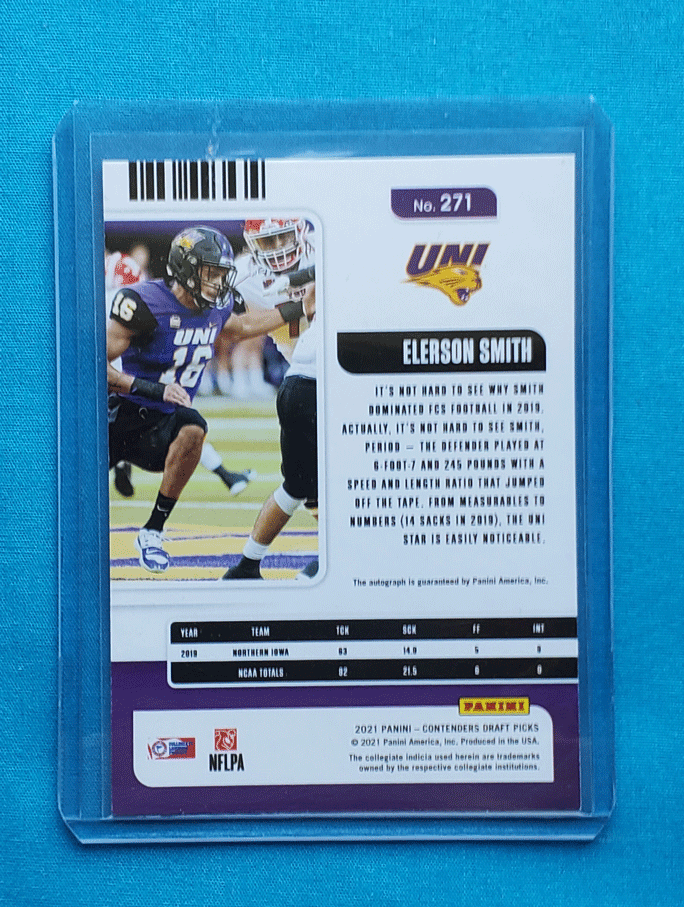 No. 271
UNI
16
UNI
16
ELERSON SMITH
IT'S NOT HARD TO SEE WHY SMITH
DOMINATED FCS FOOTBALL IN 2019.
ACTUALLY, IT'S NOT HARD TO SEE SMITH,
PERIOD — THE DEFENDER PLAYED AT
6-FOOT-7 AND 245 POUNDS WITH A
SPEED AND LENGTH RATIO THAT JUMPED
OFF THE TAPE. FROM MEASURABLES TO
NUMBERS (14 SACKS IN 2019), THE UNI
STAR IS EASILY NOTICEABLE.
The autograph is guaranteed by Panini America, Inc.
YEAR TEAM TCK SCK FF INT
2019 NORTHERN IOWA 63 14.0 5 0
NCAA TOTALS 82 21.5 6 0
PANINI
2021 PANINI – CONTENDERS DRAFT PICKS
© 2021 Panini America, Inc. Produced in the USA.
The collegiate indicia used herein are trademarks
owned by the respective collegiate institutions.
NFLPA